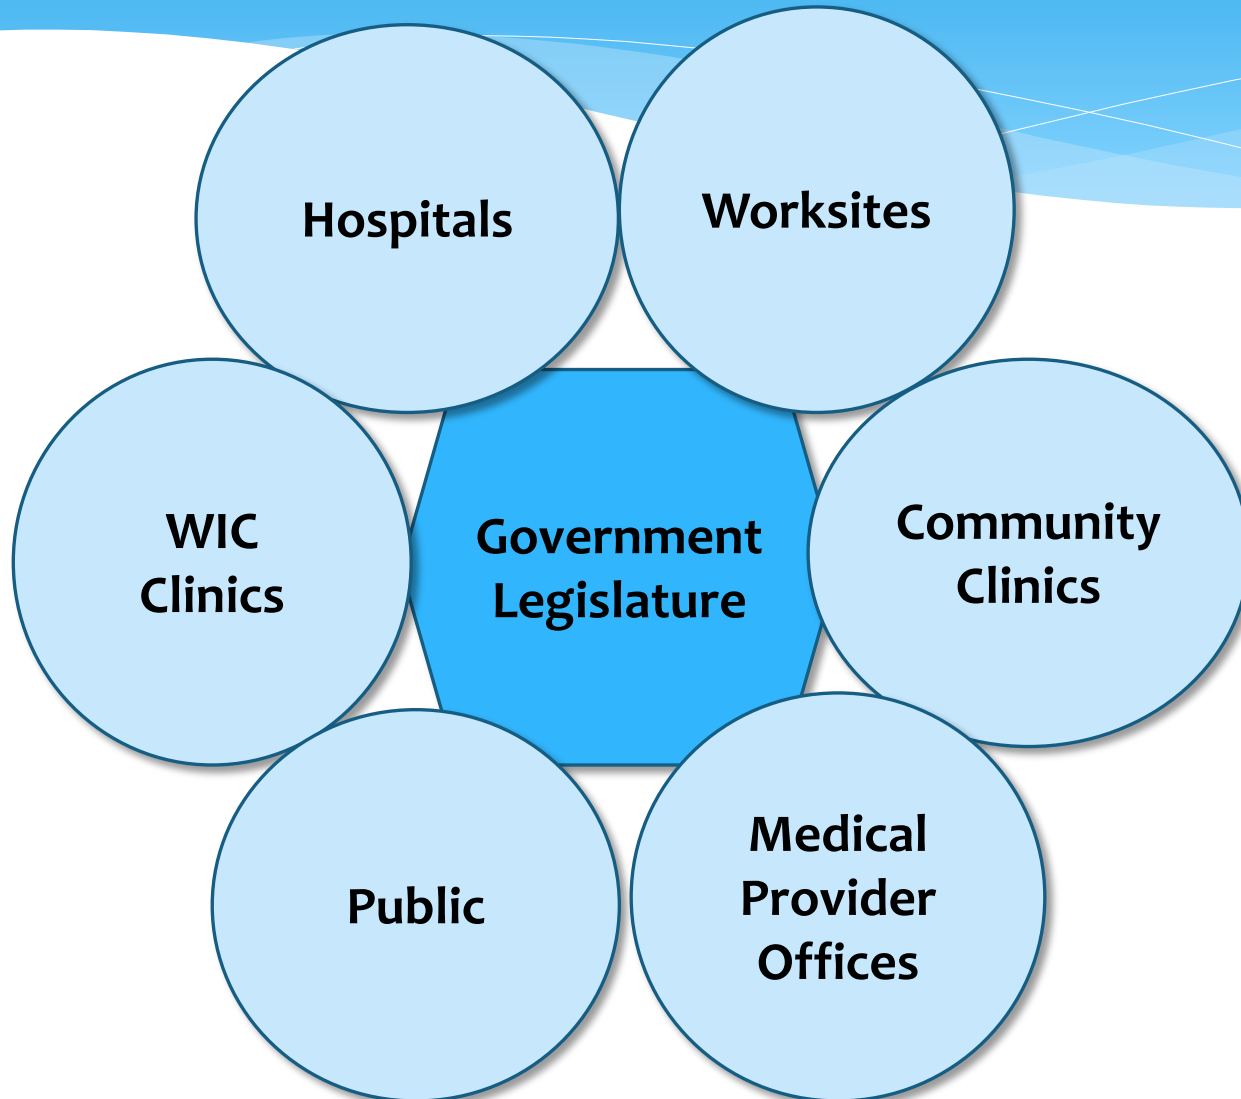 Hospitals
Worksites
WIC
Clinics
Government
Legislature
Community
Clinics
Public
Medical
Provider
Offices